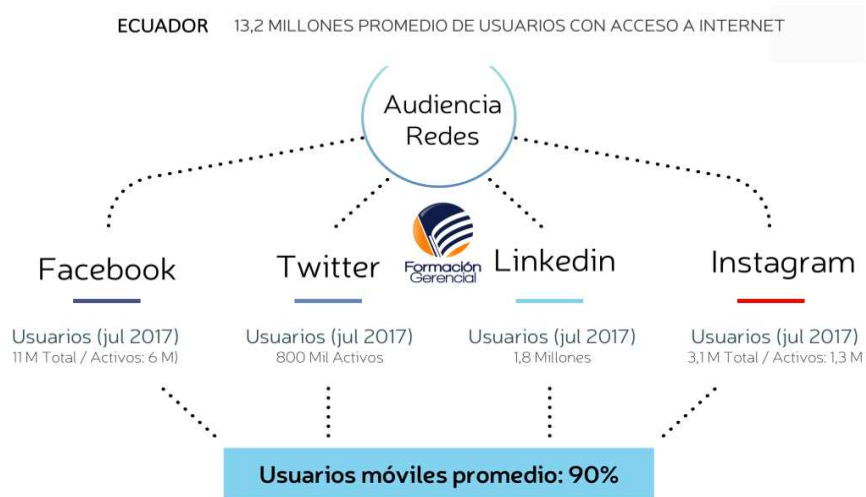 ECUADOR 13,2 MILLONES PROMEDIO DE USUARIOS CON ACCESO A INTERNET
Audiencia
Redes
Formación
Gerencial
Facebook
Twitter
Linkedin
Instagram
Usuarios (jul 2017)
11 M Total / Activos: 6 M)
Usuarios (jul 2017)
800 Mil Activos
Usuarios (jul 2017)
1,8 Millones
Usuarios (jul 2017)
3,1 M Total / Activos: 1,3 M
Usuarios móviles promedio: 90%